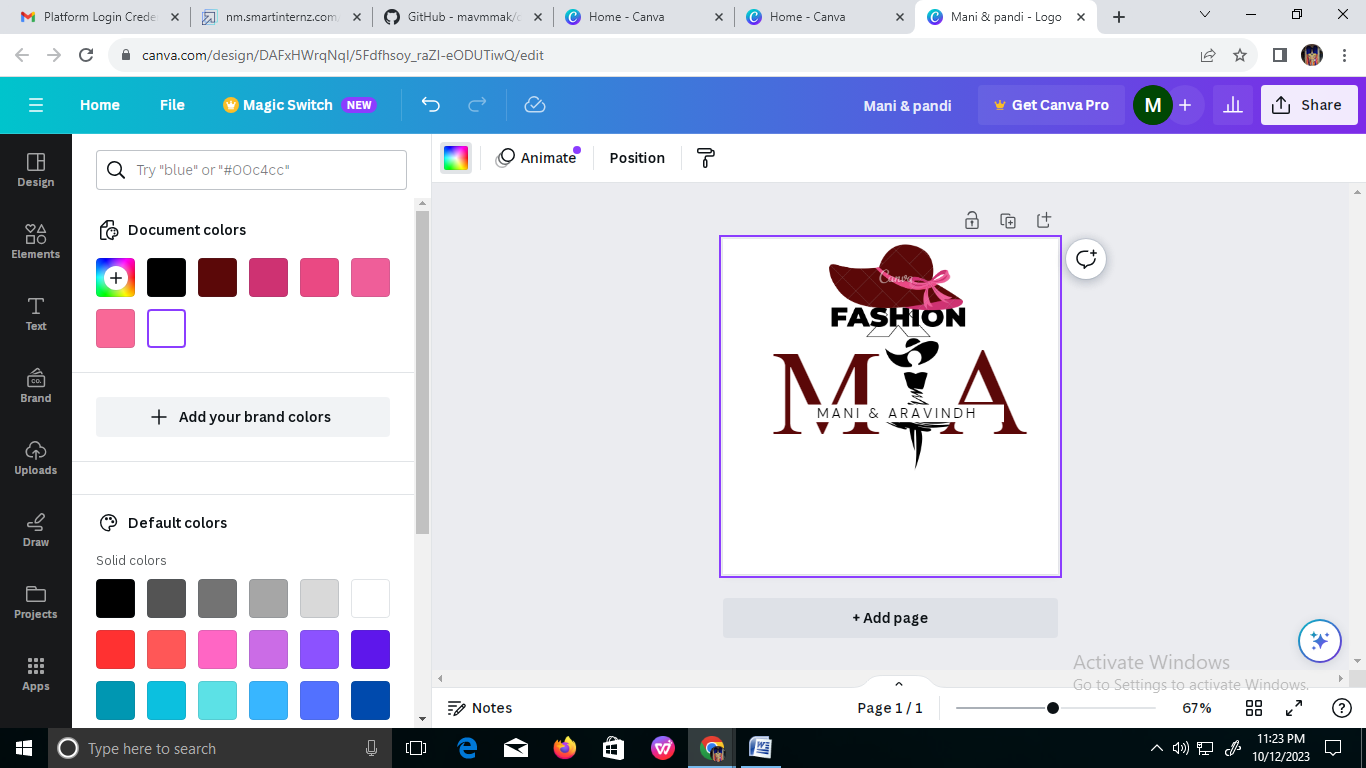 Platform Login Crede
nm.smartinternz.com
GitHub - mavmmak/
Home - Canva
Home - Canva
Mani & pandi - Logo
canva.com/design/DAFxHWrqNqI/5Fdfhsoy_raZI-eODUTiwQ/edit
Home
File
Magic Switch
NEW
Mani & pandi
Get Canva Pro
M
Share
Design
Elements
Text
CO.
Brand
Uploads
Draw
Projects
Apps
Try "blue" or "#00c4cc"
Document colors
Add your brand colors
Default colors
Solid colors
Animate
Position
Canva
FASHION
M A
MANI & ARAVINDH
+ Add page
Activate Windows
Go to Settings to activate Windows.
Notes
Page 1 / 1
67%
Type here to search
11:23 PM
10/12/2023